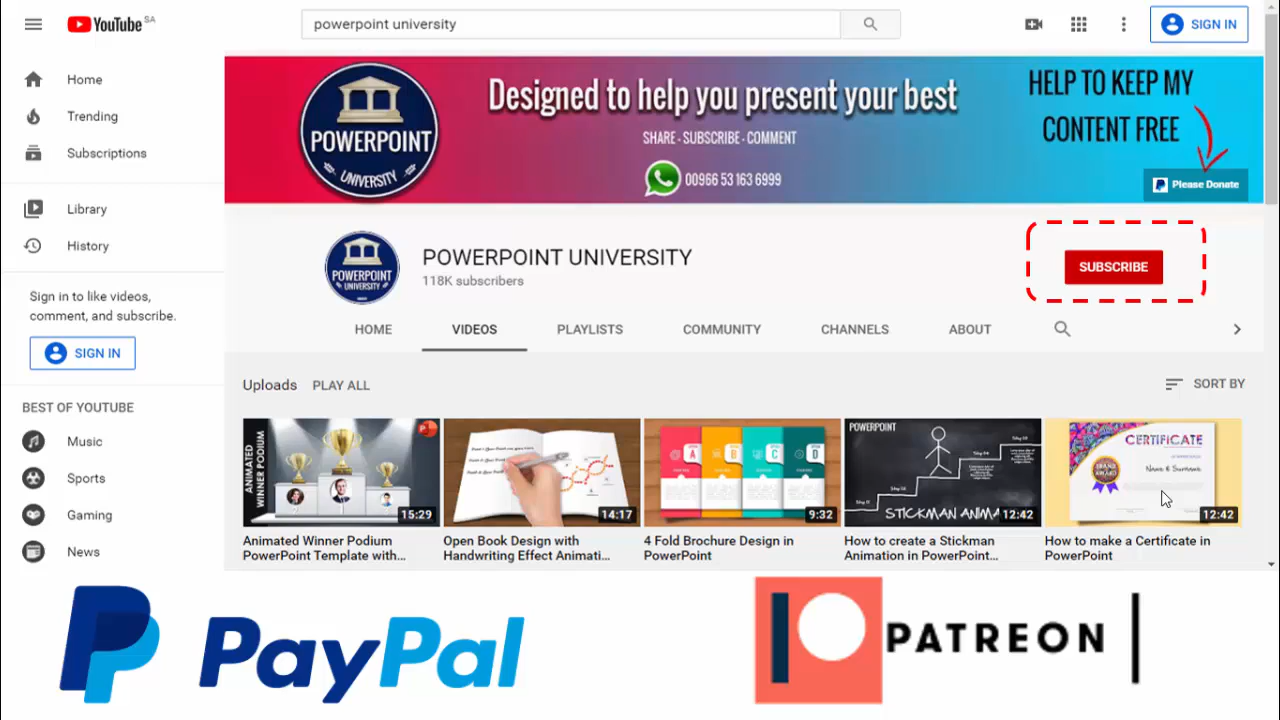 YouTube SA
powerpoint university
SIGN IN
Home
Trending
Subscriptions
Library
History
Sign in to like videos,
comment, and subscribe.
SIGN IN
BEST OF YOUTUBE
Music
Sports
Gaming
News
POWERPOINT
UNIVERSITY
Designed to help you present your best
SHARE - SUBSCRIBE - COMMENT
00966 53 163 6999
HELP TO KEEP MY
CONTENT FREE
Please Donate
POWERPOINT
UNIVERSITY
POWERPOINT UNIVERSITY
118K subscribers
SUBSCRIBE
HOME VIDEOS PLAYLISTS COMMUNITY CHANNELS ABOUT
Uploads PLAY ALL
SORT BY
ANIMATED
WINNER PODIUM
15:29
Animated Winner Podium
PowerPoint Template with...
14:17
Open Book Design with
Handwriting Effect Animati...
A B C D
9:32
4 Fold Brochure Design in
PowerPoint
POWERPOINT
STICKMAN ANIMA
12:42
How to create a Stickman
Animation in PowerPoint...
CERTIFICATE
BRAND
AWARD
Name & Surname
12:42
How to make a Certificate in
PowerPoint
PayPal
PATREON